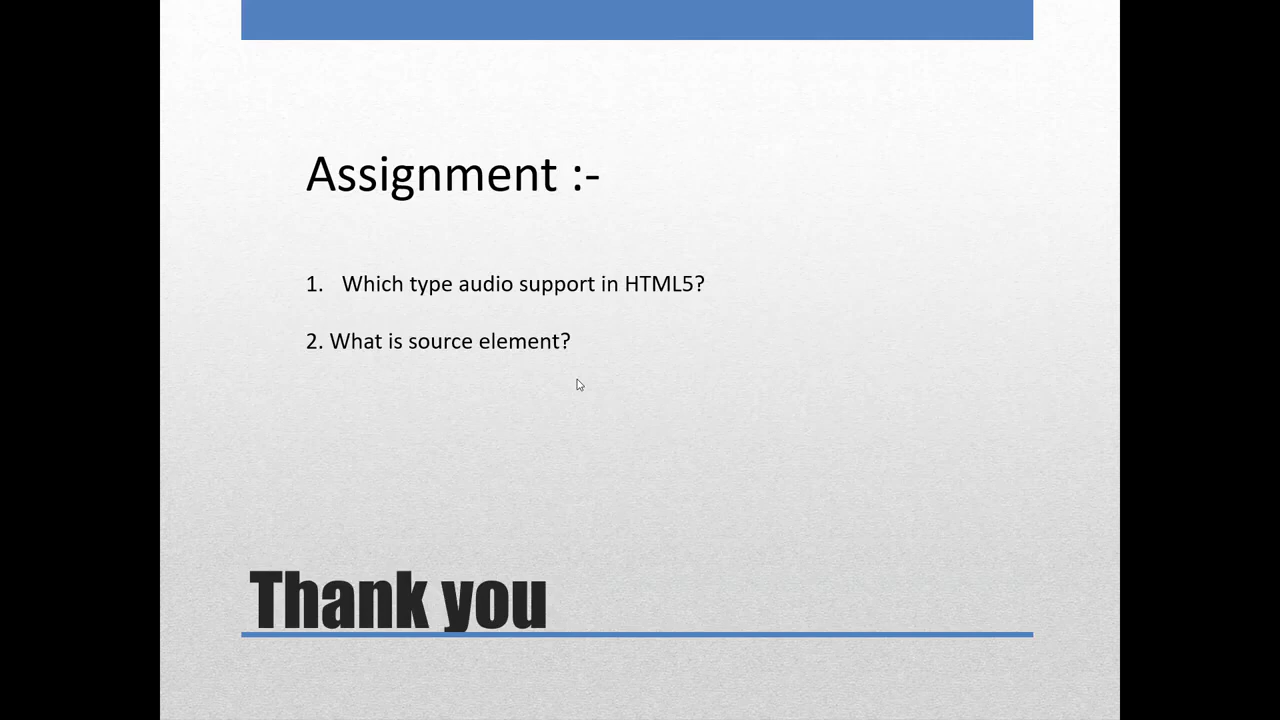 Assignment :-
1. Which type audio support in HTML5?
2. What is source element?
Thank you